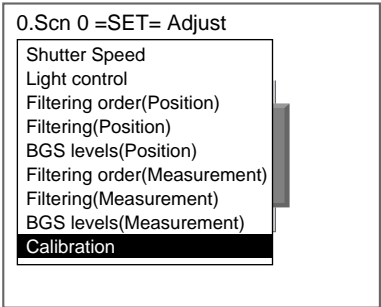 0.Scn 0 =SET= Adjust
Shutter Speed
Light control
Filtering order(Position)
Filtering(Position)
BGS levels(Position)
Filtering order(Measurement)
Filtering(Measurement)
BGS levels(Measurement)
Calibration